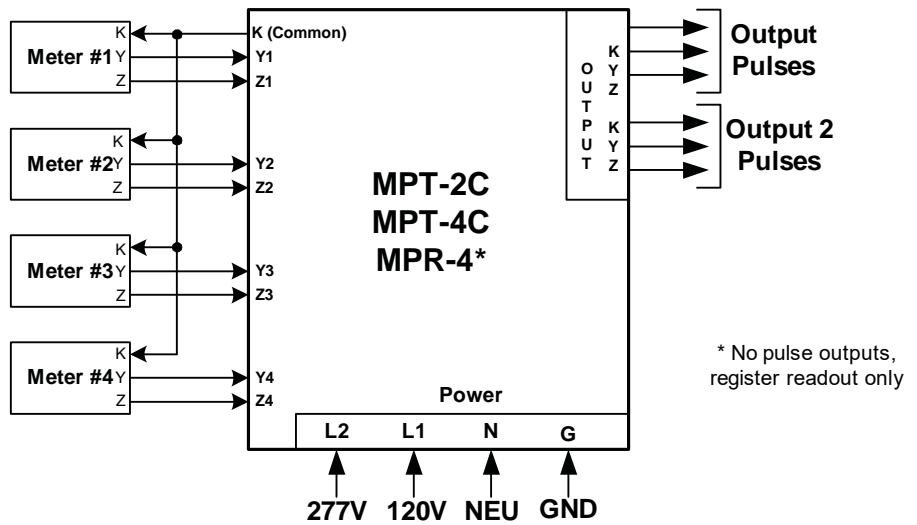 K (Common)
Meter #1
K
Y
Z
Y1
Z1
Meter #2
K
Y
Z
Y2
Z2
Meter #3
K
Y
Z
Y3
Z3
Meter #4
K
Y
Z
Y4
Z4
MPT-2C
MPT-4C
MPR-4*
OUTPUT
K
Y
Z
K
Y
Z
Output
Pulses
Output 2
Pulses
* No pulse outputs,
register readout only
Power
L2 L1 N G
277V 120V NEU GND